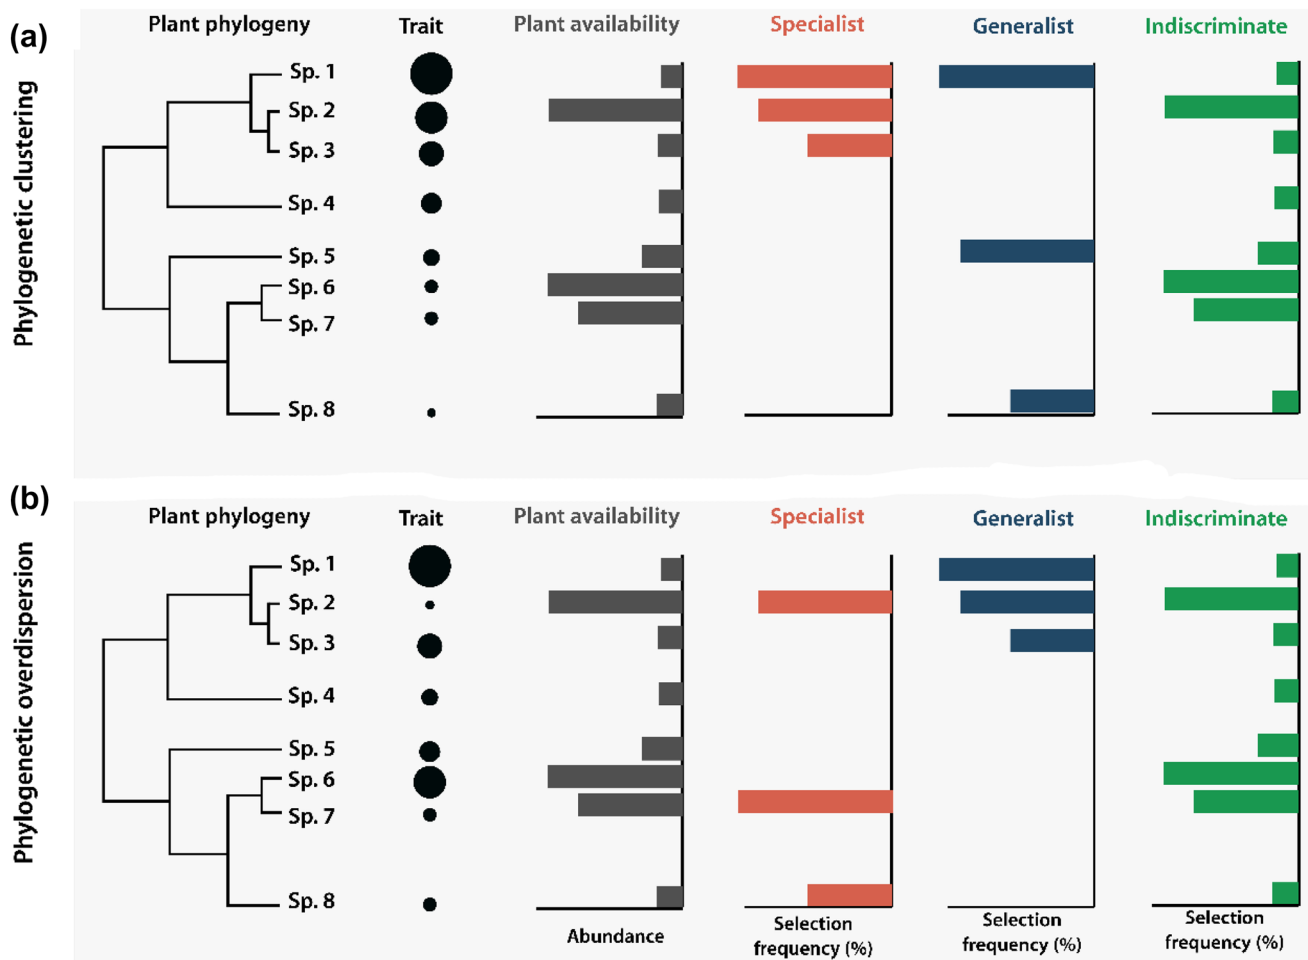 (a)
Phylogenetic clustering
Plant phylogeny
Trait
Plant availability
Specialist
Generalist
Indiscriminate
Sp. 1
Sp. 2
Sp. 3
Sp. 4
Sp. 5
Sp. 6
Sp. 7
Sp. 8
(b)
Phylogenetic overdispersion
Plant phylogeny
Trait
Plant availability
Specialist
Generalist
Indiscriminate
Sp. 1
Sp. 2
Sp. 3
Sp. 4
Sp. 5
Sp. 6
Sp. 7
Sp. 8
Abundance
Selection
frequency (%)
Selection
frequency (%)
Selection
frequency (%)